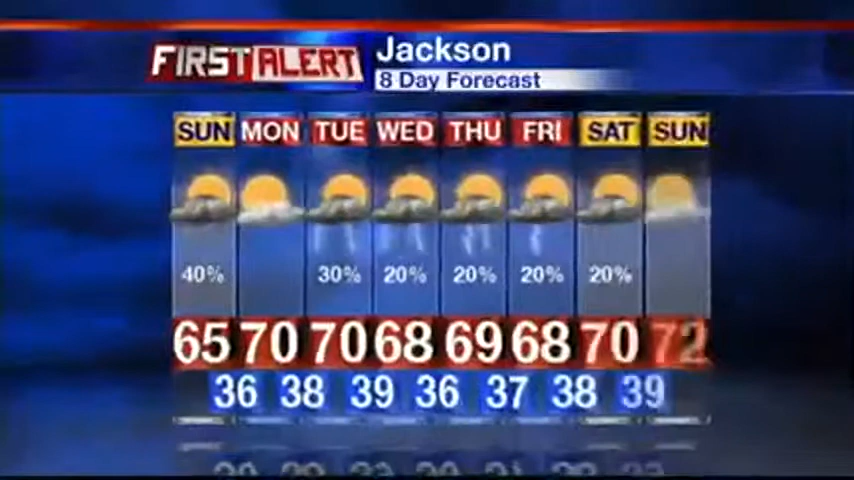 FIRST ALERT
Jackson
8 Day Forecast
SUN MON TUE WED THU FRI SAT SUN
40% 30% 20% 20% 20% 20%
65 70 70 68 69 68 70 72
36 38 39 36 37 38 39